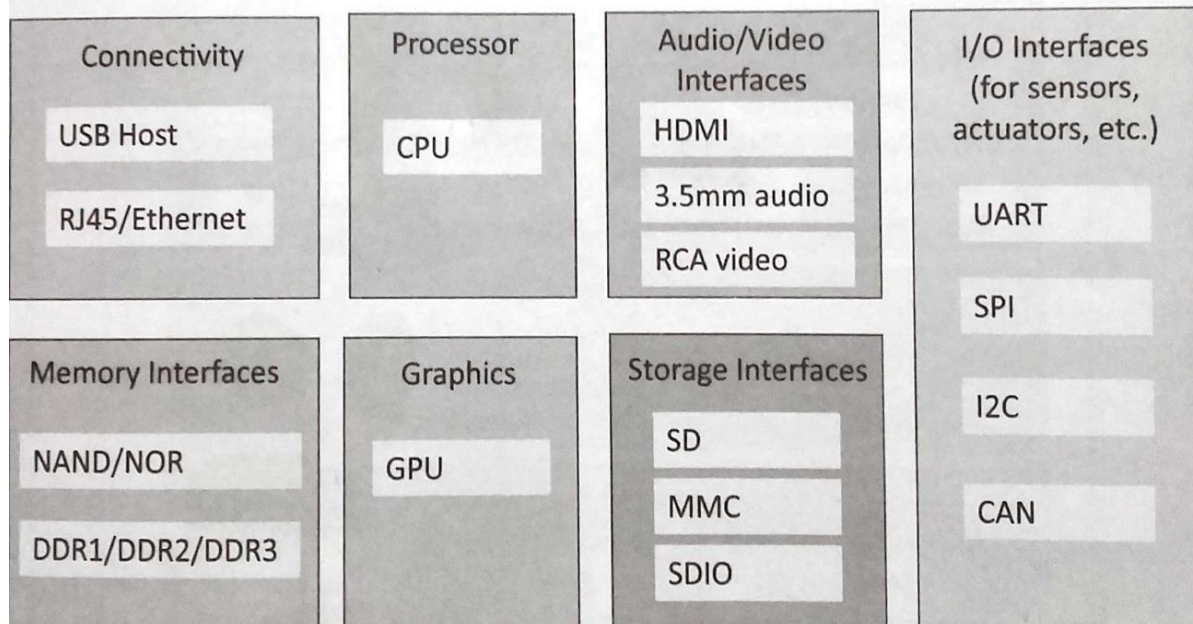 Connectivity
USB Host
RJ45/Ethernet
Processor
CPU
Audio/Video
Interfaces
HDMI
3.5mm audio
RCA video
I/O Interfaces
(for sensors,
actuators, etc.)
UART
SPI
I2C
CAN
Memory Interfaces
NAND/NOR
DDR1/DDR2/DDR3
Graphics
GPU
Storage Interfaces
SD
MMC
SDIO